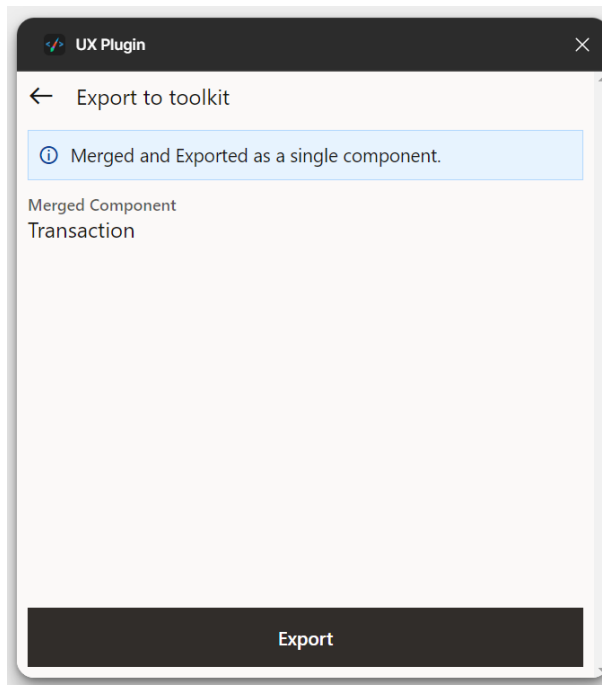 UX Plugin
Export to toolkit
Merged and Exported as a single component.
Merged Component
Transaction
Export